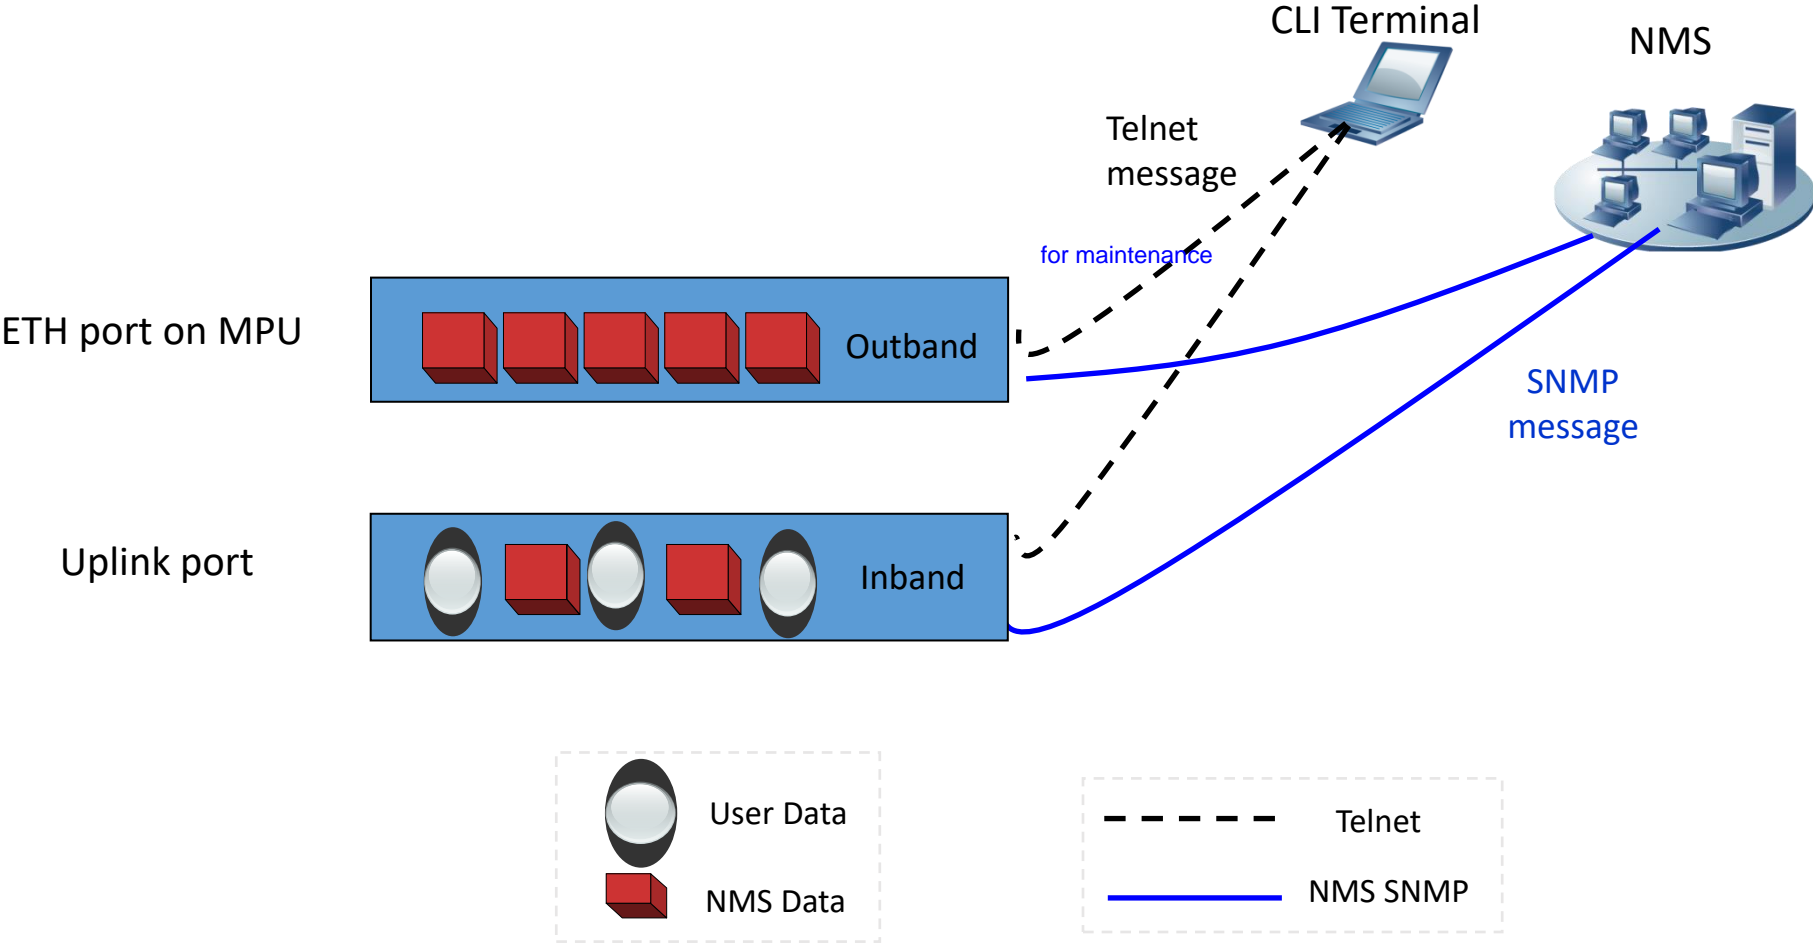 CLI Terminal
NMS
Telnet
message
for maintenance
ETH port on MPU
Outband
SNMP
message
Uplink port
Inband
User Data
NMS Data
Telnet
NMS SNMP